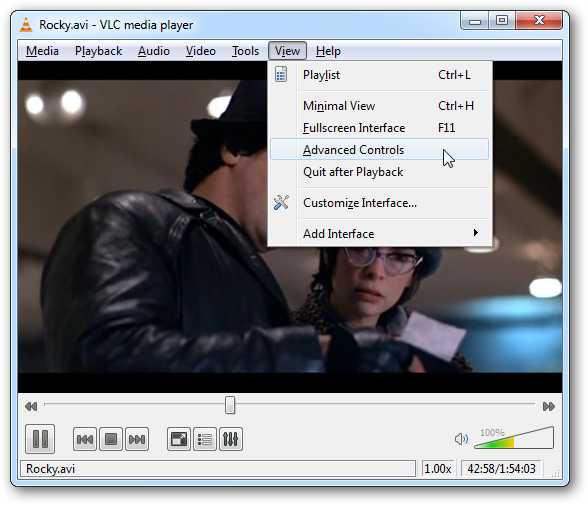 Rocky.avi - VLC media player
Media Playback Audio Video Tools View Help
Playlist Ctrl+L
Minimal View Ctrl+H
Fullscreen Interface F11
Advanced Controls
Quit after Playback
Customize Interface...
Add Interface
100%
Rocky.avi 1.00x 42:58/1:54:03